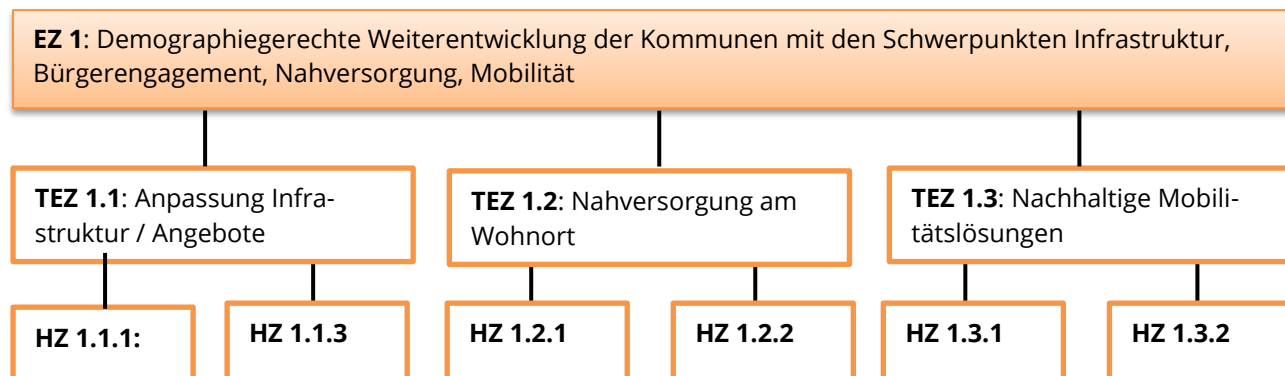 EZ 1: Demographiegerechte Weiterentwicklung der Kommunen mit den Schwerpunkten Infrastruktur,
Bürgerengagement, Nahversorgung, Mobilität
TEZ 1.1: Anpassung Infra-
struktur / Angebote
TEZ 1.2: Nahversorgung am
Wohnort
TEZ 1.3: Nachhaltige Mobili-
tätslösungen
HZ 1.1.1:
HZ 1.1.3
HZ 1.2.1
HZ 1.2.2
HZ 1.3.1
HZ 1.3.2